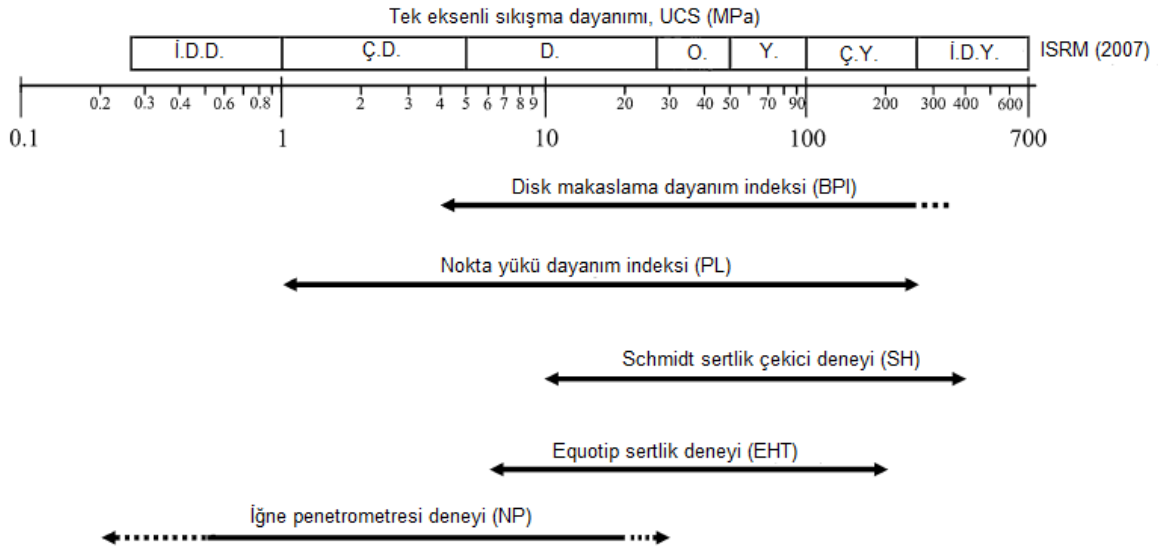 Tek eksenli sıkışma dayanımı, UCS (MPa)
İ.D.D. Ç.D. D. O. Y. Ç.Y. İ.D.Y. ISRM (2007)
0.2 0.3 0.4 0.6 0.8 2 3 4 5 6 7 8 9 20 30 40 50 70 90 200 300 400 600
0.1 1 10 100 700
Disk makaslama dayanım indeksi (BPI)
Nokta yükü dayanım indeksi (PL)
Schmidt sertlik çekici deneyi (SH)
Equotip sertlik deneyi (EHT)
İğne penetrometresi deneyi (NP)